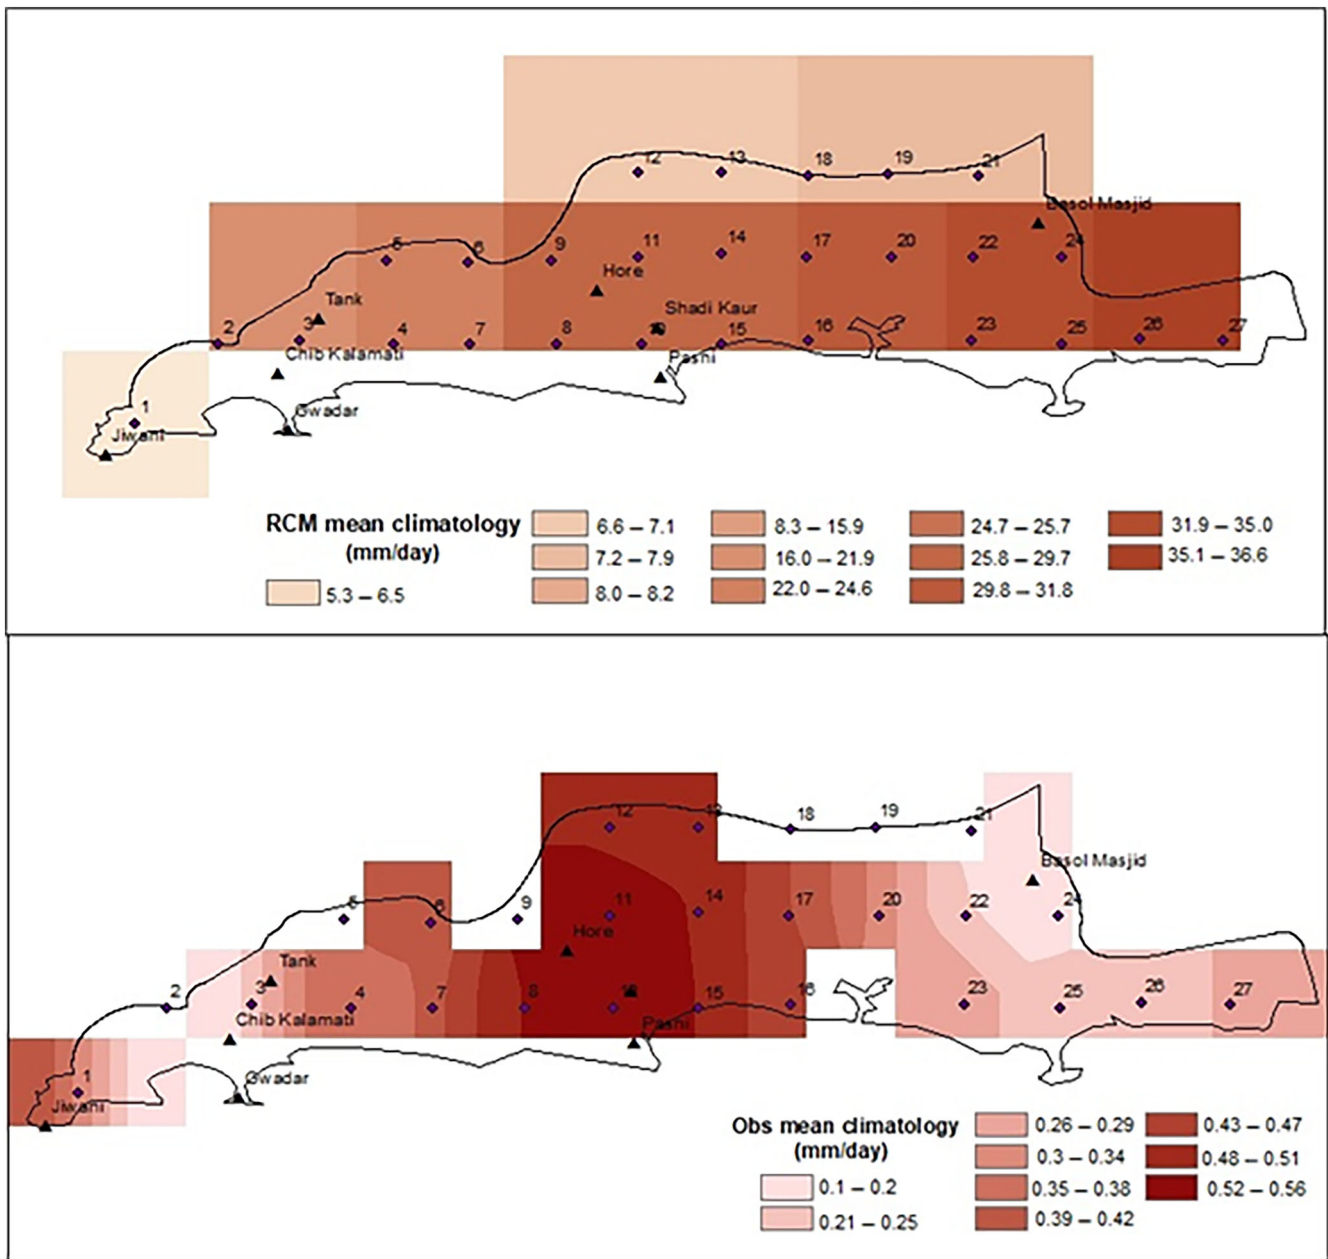 12 13 18 19 21
Basol Masjid
5 6 9 11 14 17 20 22 24
Hore
Tank
Shadi Kaur
2 3 4 7 8 15 16 23 25 26 27
Chib Kalamati
Pashi
Gwadar
1
Jiwani
RCM mean climatology
(mm/day)
5.3 – 6.5
6.6 – 7.1
7.2 – 7.9
8.0 – 8.2
8.3 – 15.9
16.0 – 21.9
22.0 – 24.6
24.7 – 25.7
25.8 – 29.7
29.8 – 31.8
31.9 – 35.0
35.1 – 36.6
12 13 18 19 21
Basol Masjid
5 6 9 11 14 17 20 22 24
Hore
Tank
2 3 4 7 8 10 15 16 23 25 26 27
Chib Kalamati
Pashi
Gwadar
1
Jiwani
Obs mean climatology
(mm/day)
0.1 – 0.2
0.21 – 0.25
0.26 – 0.29
0.3 – 0.34
0.35 – 0.38
0.39 – 0.42
0.43 – 0.47
0.48 – 0.51
0.52 – 0.56